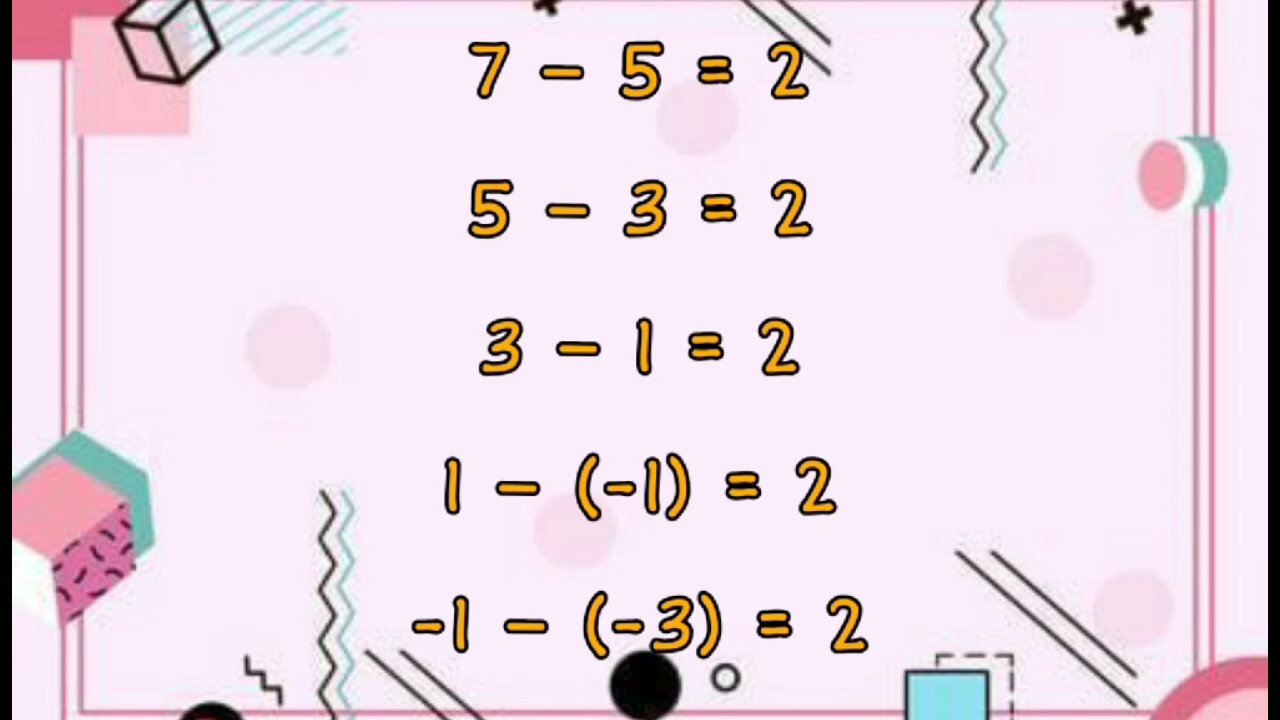 7 - 5 = 2
5 - 3 = 2
3 - 1 = 2
1 - (-1) = 2
-1 - (-3) = 2